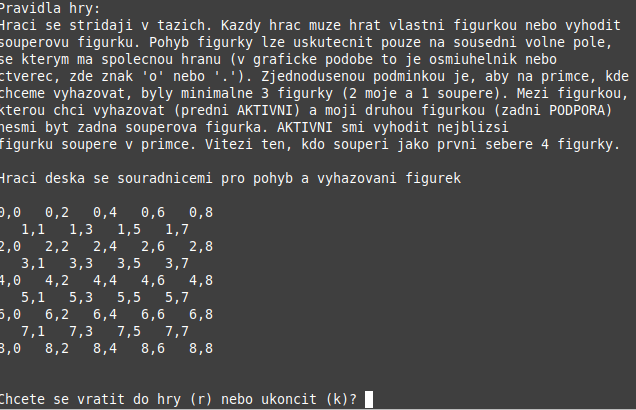 Pravidla hry:
Hraci se stridaji v tazich. Kazdy hrac muze hrat vlastni figurkou nebo vyhodit
souperovu figurku. Pohyb figurky lze uskutecnit pouze na sousedni volne pole,
se kterym ma spolecnou hranu (v graficke podobe to je osmiuhelnik nebo
ctverec, zde znak 'o' nebo '.'). Zjednodusenou podminkou je, aby na primce, kde
chceme vyhazovat, byly minimalne 3 figurky (2 moje a 1 soupere). Mezi figurkou,
kterou chci vyhazovat (predni AKTIVNI) a moji druhou figurkou (zadni PODPORA)
nesmi byt zadna souperova figurka. AKTIVNI smi vyhodit nejblizsi
figurku soupere v primce. Vitezi ten, kdo souperi jako prvni sebere 4 figurky.
Hraci deska se souradnicemi pro pohyb a vyhazovani figurek
0,0 0,2 0,4 0,6 0,8
1,1 1,3 1,5 1,7
2,0 2,2 2,4 2,6 2,8
3,1 3,3 3,5 3,7
4,0 4,2 4,4 4,6 4,8
5,1 5,3 5,5 5,7
6,0 6,2 6,4 6,6 6,8
7,1 7,3 7,5 7,7
8,0 8,2 8,4 8,6 8,8
Chcete se vratit do hry (r) nebo ukoncit (k)?